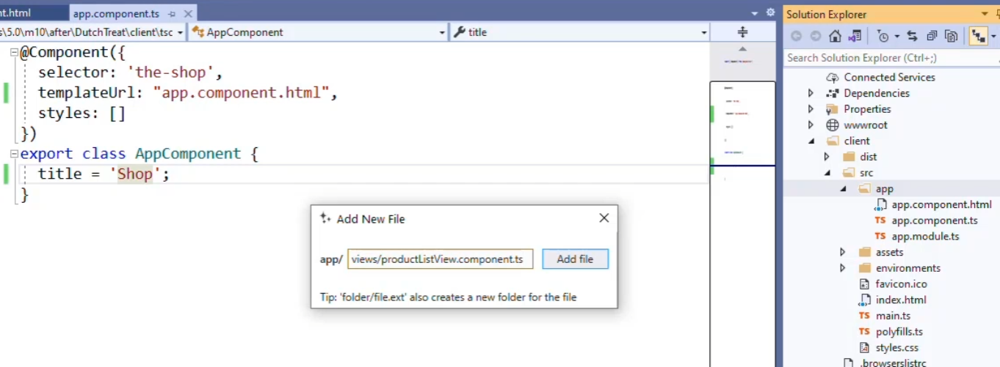 nt.html
app.component.ts
Solution Explorer
s\5.0\m10\after\DutchTreat\client\tsc
AppComponent
title
Search Solution Explorer (Ctrl+;)
@Component({
selector: 'the-shop',
templateUrl: "app.component.html",
styles: []
})
export class AppComponent {
title = 'Shop';
}
Add New File
app/
views/productListView.component.ts
Add file
Tip: 'folder/file.ext' also creates a new folder for the file
Connected Services
Dependencies
Properties
wwwroot
client
dist
src
app
app.component.html
TS app.component.ts
TS app.module.ts
assets
environments
favicon.ico
index.html
TS main.ts
TS polyfills.ts
styles.css
.browserslistrc